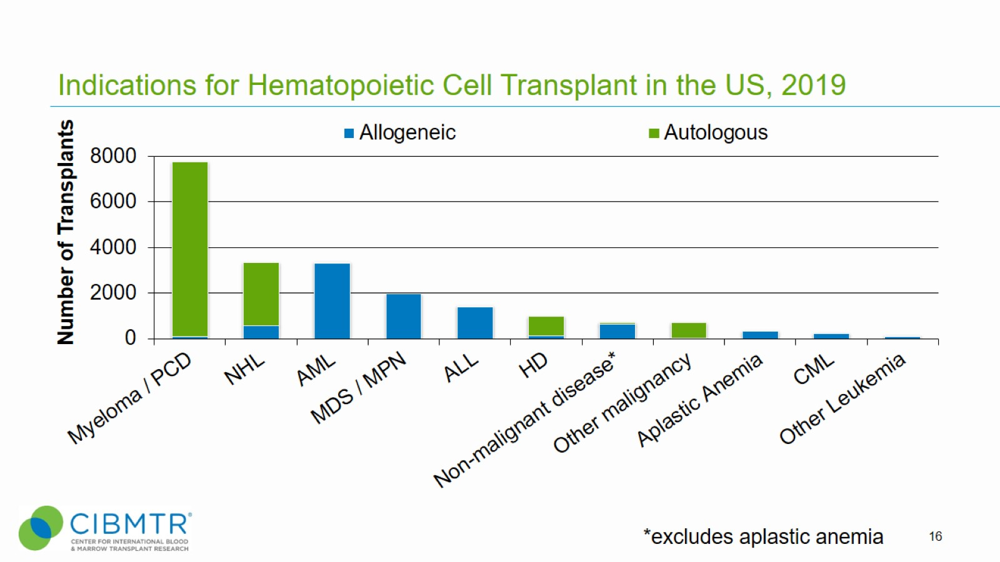 Indications for Hematopoietic Cell Transplant in the US, 2019
Number of Transplants
Allogeneic
Autologous
8000
6000
4000
2000
0
Myeloma / PCD
NHL
AML
MDS / MPN
ALL
HD
Non-malignant disease*
Other malignancy
Aplastic Anemia
CML
Other Leukemia
CIBMTR®
CENTER FOR INTERNATIONAL BLOOD
& MARROW TRANSPLANT RESEARCH
*excludes aplastic anemia
16